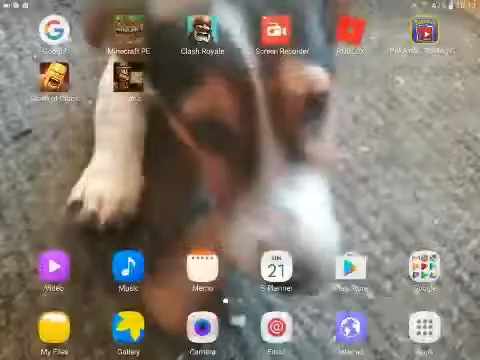 Google
Minecraft PE
Clash Royale
Screen Recorder
ROBLOX
Clash of Clans
Video
Music
Memo
SUN
21
S Planner
Play Store
Google
My Files
Gallery
Camera
Email
Internet
Apps